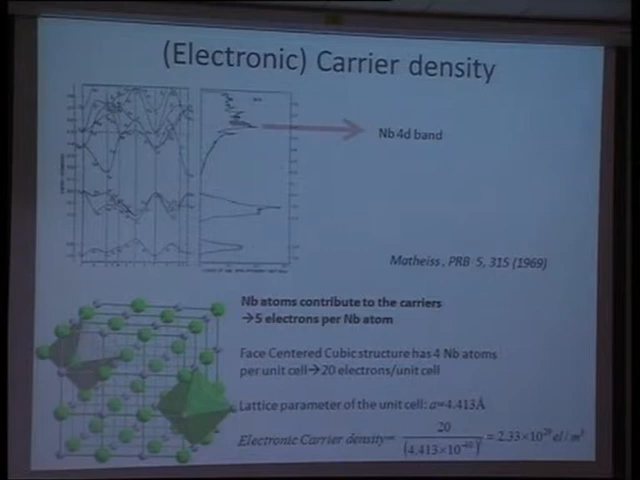 (Electronic) Carrier density
Nb 4d band
Matheiss, PRB 5, 315 (1969)
Nb atoms contribute to the carriers
→5 electrons per Nb atom
Face Centered Cubic structure has 4 Nb atoms
per unit cell→20 electrons/unit cell
Lattice parameter of the unit cell: a=4.413Å
Electronic Carrier density= 20 / (4.413×10⁻¹⁰)³ = 2.33×10²⁹ el/m³